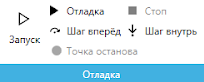 Отладка Стоп
Запуск Шаг вперёд Шаг внутрь
Точка останова
Отладка